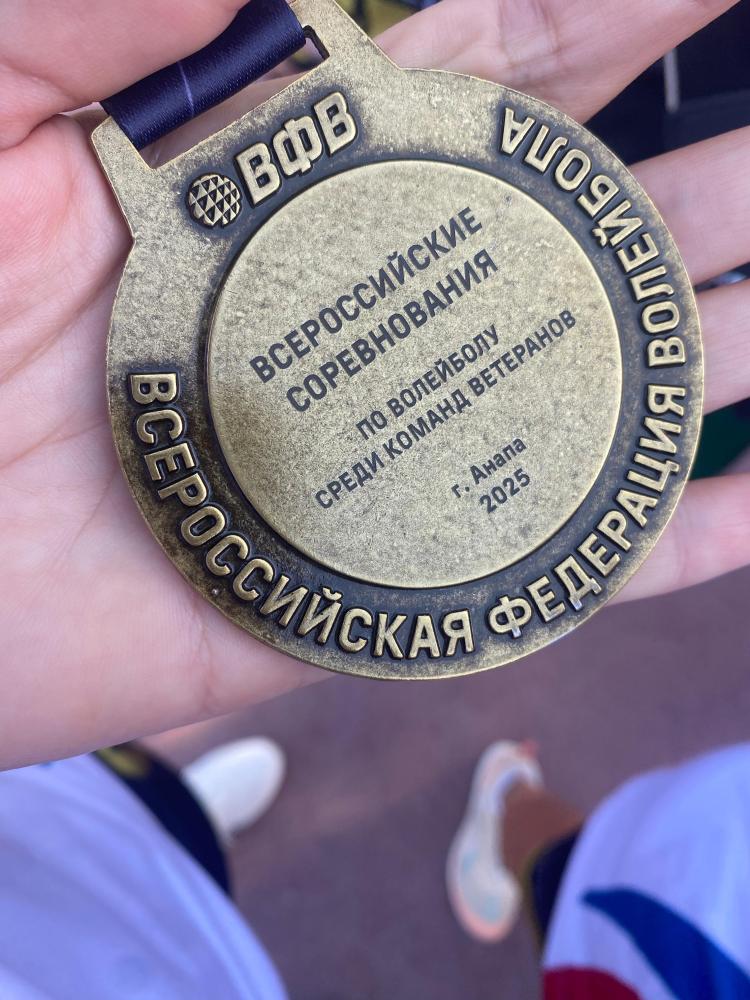 ВФВ
ВСЕРОССИЙСКАЯ ФЕДЕРАЦИЯ ВОЛЕЙБОЛА
ВСЕРОССИЙСКИЕ
СОРЕВНОВАНИЯ
ПО ВОЛЕЙБОЛУ
СРЕДИ КОМАНД ВЕТЕРАНОВ
г. Анапа
2025